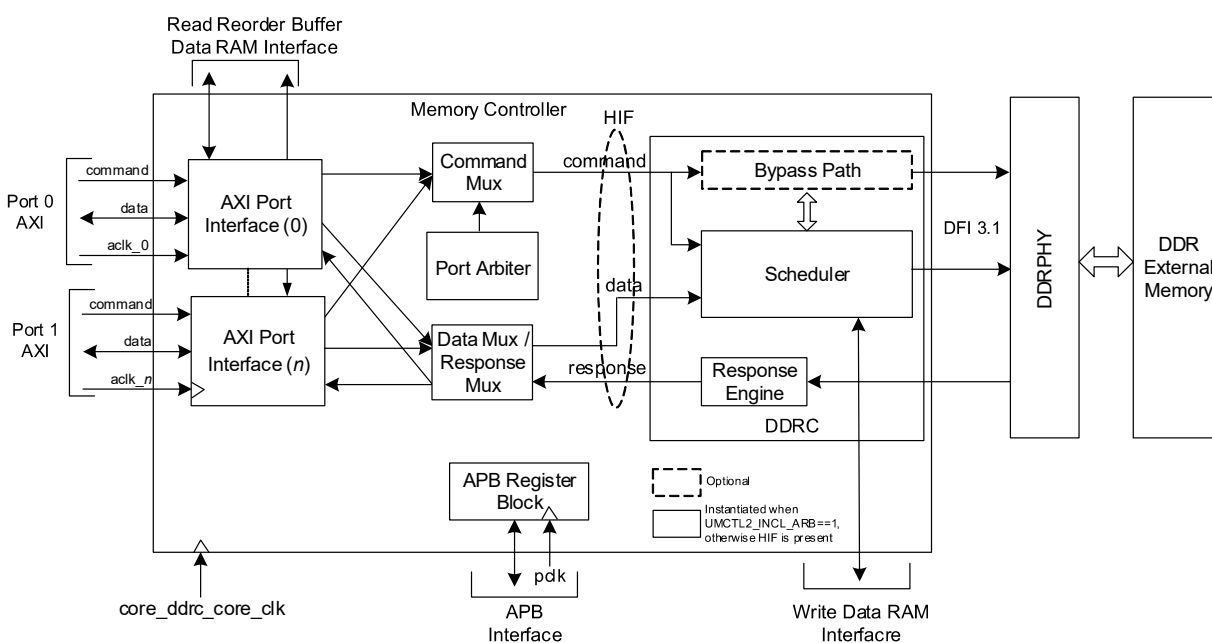 Read Reorder Buffer
Data RAM Interface
Memory Controller
HIF
Port 0
AXI
command
data
aclk_0
AXI Port
Interface (0)
Command
Mux
command
Bypass Path
Port Arbiter
Scheduler
DFI 3.1
DDRPHY
DDR
External
Memory
Port 1
AXI
command
data
aclk_n
AXI Port
Interface (n)
data
Data Mux /
Response
Mux
response
Response
Engine
DDRC
APB Register
Block
Optional
Instantiated when
UMCTL2_INCL_ARB==1,
otherwise HIF is present
pclk
core_ddrc_core_clk
APB
Interface
Write Data RAM
Interfacre